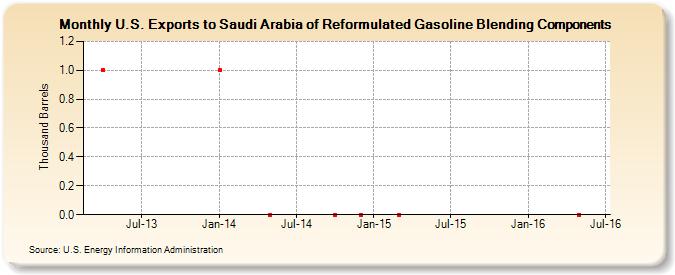 Monthly U.S. Exports to Saudi Arabia of Reformulated Gasoline Blending Components
Thousand Barrels
1.2
1.0
0.8
0.6
0.4
0.2
0.0
Jul-13 Jan-14 Jul-14 Jan-15 Jul-15 Jan-16 Jul-16
Source: U.S. Energy Information Administration